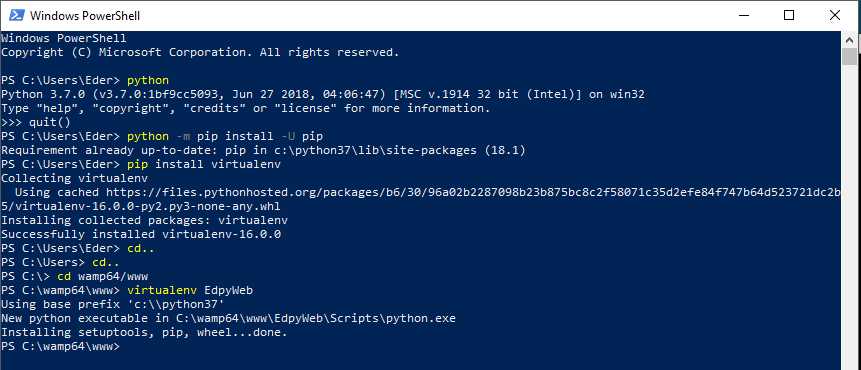 Windows PowerShell
Windows PowerShell
Copyright (C) Microsoft Corporation. All rights reserved.
PS C:\Users\Eder> python
Python 3.7.0 (v3.7.0:1bf9cc5093, Jun 27 2018, 04:06:47) [MSC v.1914 32 bit (Intel)] on win32
Type "help", "copyright", "credits" or "license" for more information.
>>> quit()
PS C:\Users\Eder> python -m pip install -U pip
Requirement already up-to-date: pip in c:\python37\lib\site-packages (18.1)
PS C:\Users\Eder> pip install virtualenv
Collecting virtualenv
  Using cached https://files.pythonhosted.org/packages/b6/30/96a02b2287098b23b875bc8c2f58071c35d2efe84f747b64d523721dc2b
5/virtualenv-16.0.0-py2.py3-none-any.whl
Installing collected packages: virtualenv
Successfully installed virtualenv-16.0.0
PS C:\Users\Eder> cd..
PS C:\Users> cd..
PS C:\> cd wamp64/www
PS C:\wamp64\www> virtualenv EdpyWeb
Using base prefix 'c:\\python37'
New python executable in C:\wamp64\www\EdpyWeb\Scripts\python.exe
Installing setuptools, pip, wheel...done.
PS C:\wamp64\www>